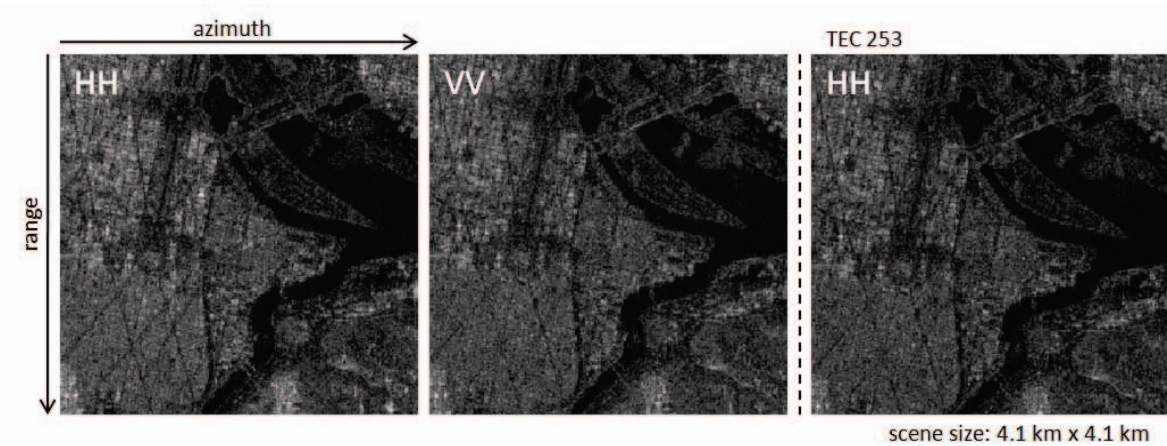 azimuth
TEC 253
HH
VV
HH
range
scene size: 4.1 km x 4.1 km